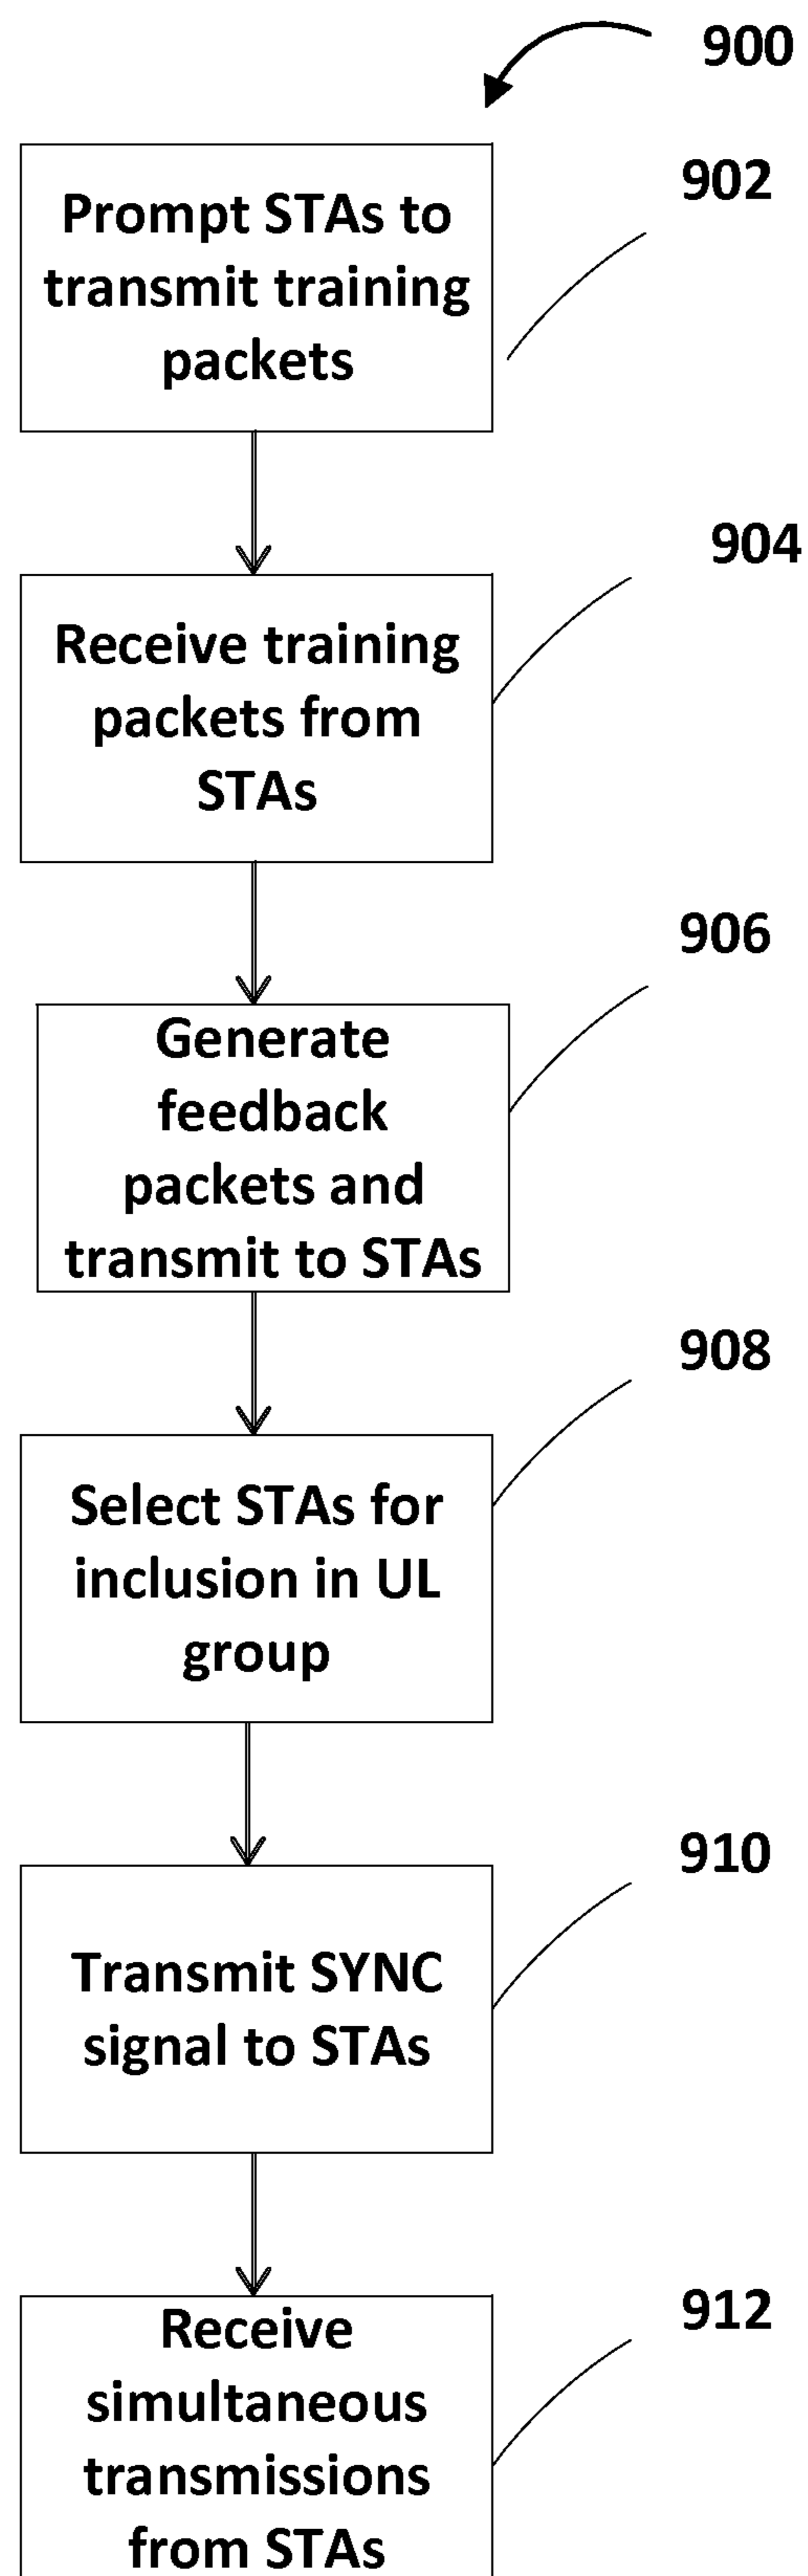 900
902
Prompt STAs to
transmit training
packets
904
Receive training
packets from
STAs
906
Generate
feedback
packets and
transmit to STAs
908
Select STAs for
inclusion in UL
group
910
Transmit SYNC
signal to STAs
912
Receive
simultaneous
transmissions
from STAs